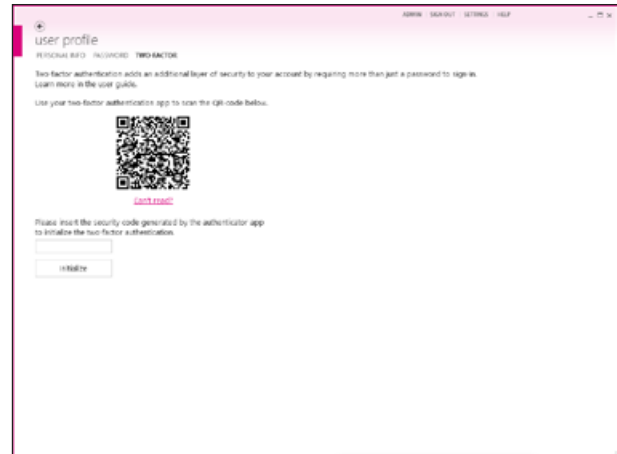 ADMIN SIGN OUT SETTINGS HELP
user profile
PERSONAL INFO PASSWORD TWO-FACTOR
Two-factor authentication adds an additional layer of security to your account by requiring more than just a password to sign-in.
Learn more in the user guide.
Use your two-factor authentication app to scan the QR-code below.
Can't read?
Please insert the security code generated by the authenticator app
to initialize the two-factor authentication.
Initialize